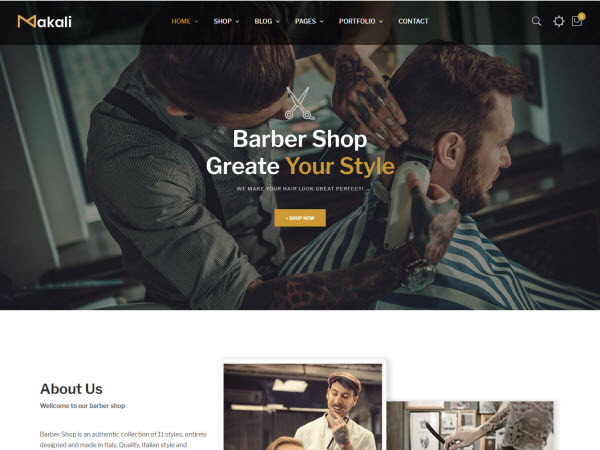 Makali
HOME SHOP BLOG PAGES PORTFOLIO CONTACT
0
Barber Shop
Greate Your Style
WE MAKE YOUR HAIR LOOK GREAT PERFECT!
+ SHOP NOW
About Us
Wellcome to our barber shop
Barber Shop is an authentic collection of 11 styles, entirely
designed and made in Italy. Quality, Italian style and